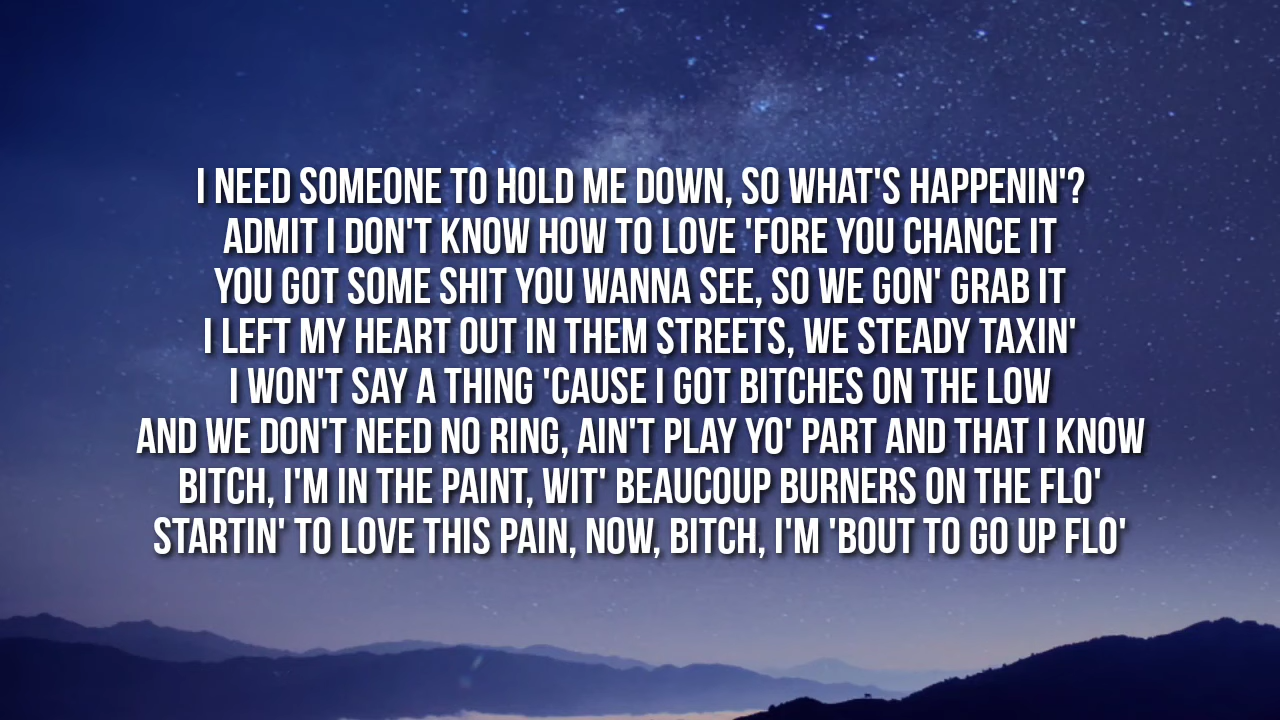 I NEED SOMEONE TO HOLD ME DOWN, SO WHAT'S HAPPENIN'?
ADMIT I DON'T KNOW HOW TO LOVE 'FORE YOU CHANCE IT
YOU GOT SOME SHIT YOU WANNA SEE, SO WE GON' GRAB IT
I LEFT MY HEART OUT IN THEM STREETS, WE STEADY TAXIN'
I WON'T SAY A THING 'CAUSE I GOT BITCHES ON THE LOW
AND WE DON'T NEED NO RING, AIN'T PLAY YO' PART AND THAT I KNOW
BITCH, I'M IN THE PAINT, WIT' BEAUCOUP BURNERS ON THE FLO'
STARTIN' TO LOVE THIS PAIN, NOW, BITCH, I'M 'BOUT TO GO UP FLO'